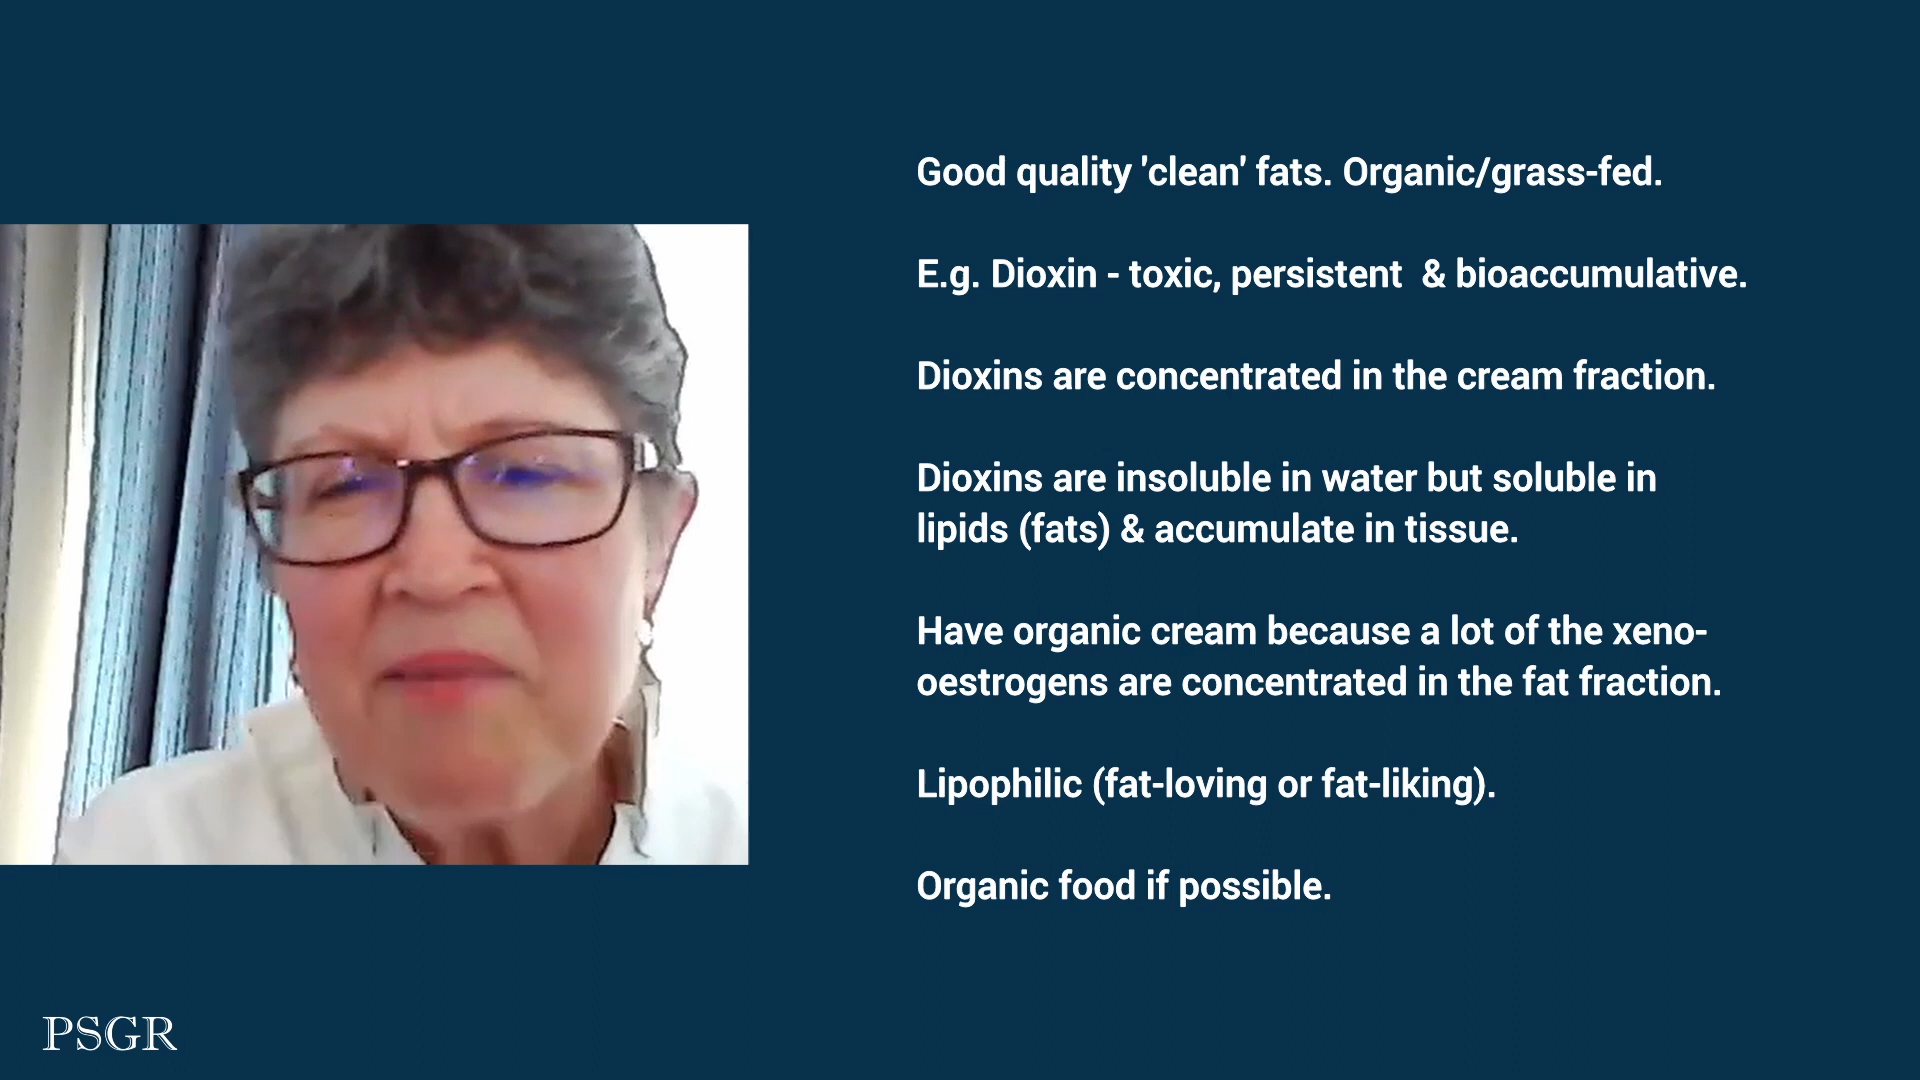 Good quality 'clean' fats. Organic/grass-fed.
E.g. Dioxin - toxic, persistent  & bioaccumulative.
Dioxins are concentrated in the cream fraction.
Dioxins are insoluble in water but soluble in
lipids (fats) & accumulate in tissue.
Have organic cream because a lot of the xeno-
oestrogens are concentrated in the fat fraction.
Lipophilic (fat-loving or fat-liking).
Organic food if possible.
PSGR